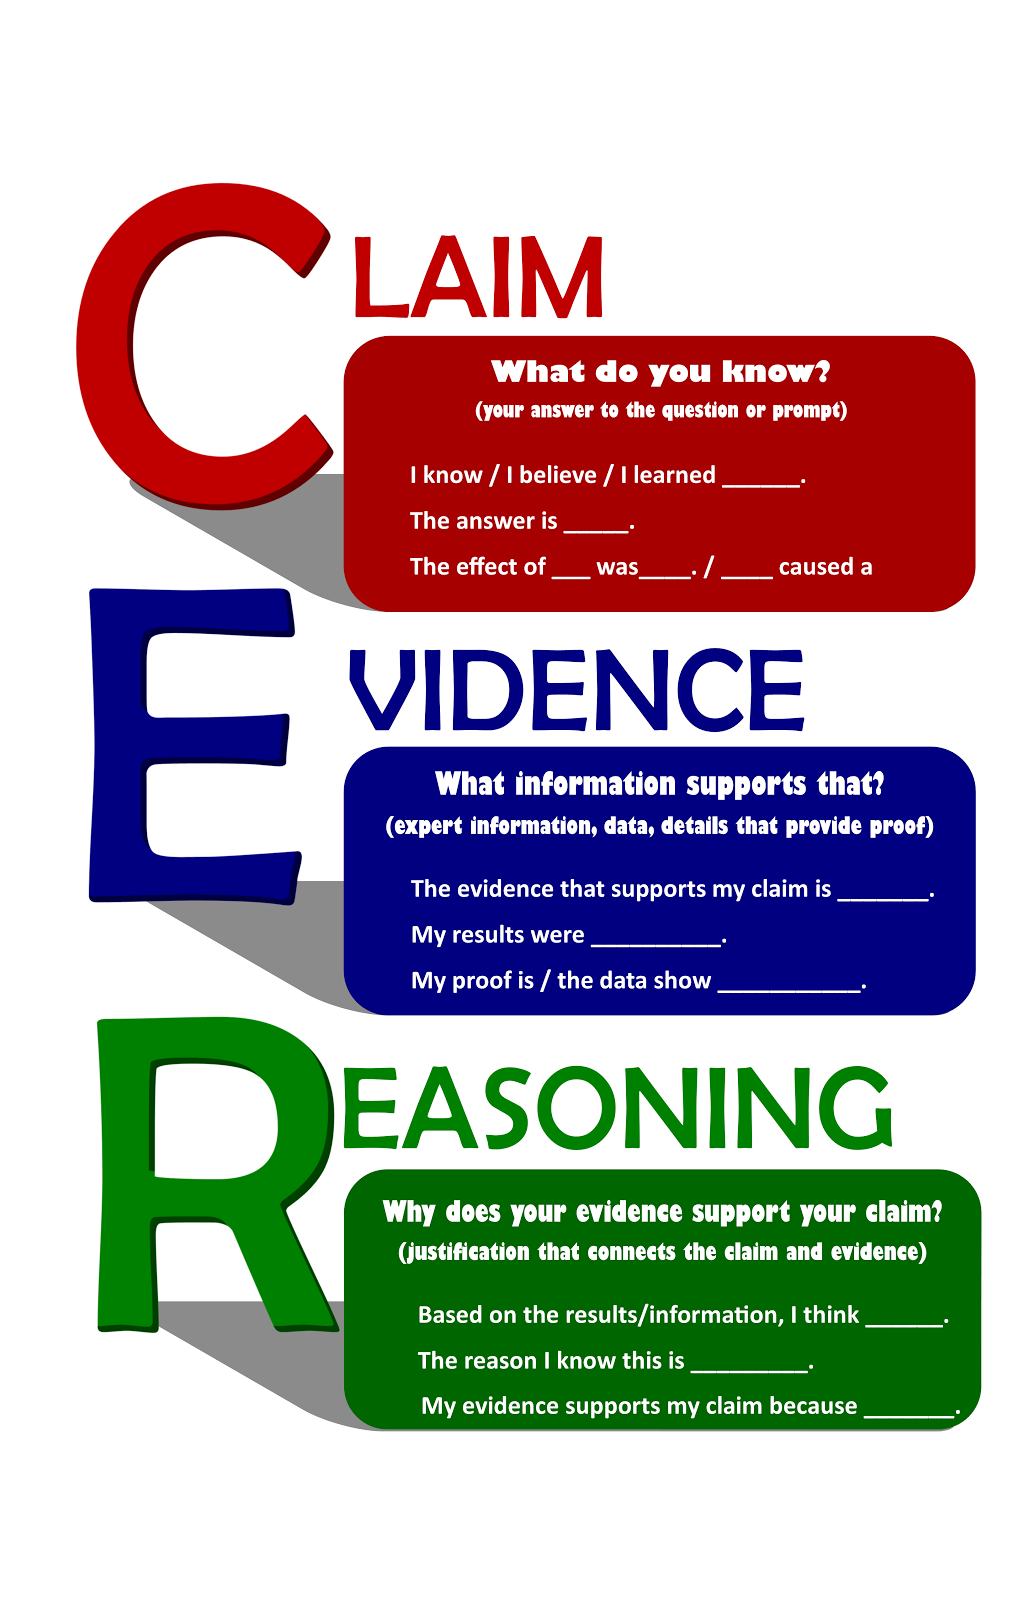 CLAIM
What do you know?
(your answer to the question or prompt)
I know / I believe / I learned ______.
The answer is _____.
The effect of ___ was____. / ____ caused a
EVIDENCE
What information supports that?
(expert information, data, details that provide proof)
The evidence that supports my claim is _______.
My results were __________.
My proof is / the data show ___________.
REASONING
Why does your evidence support your claim?
(justification that connects the claim and evidence)
Based on the results/information, I think ______.
The reason I know this is _________.
My evidence supports my claim because _______.